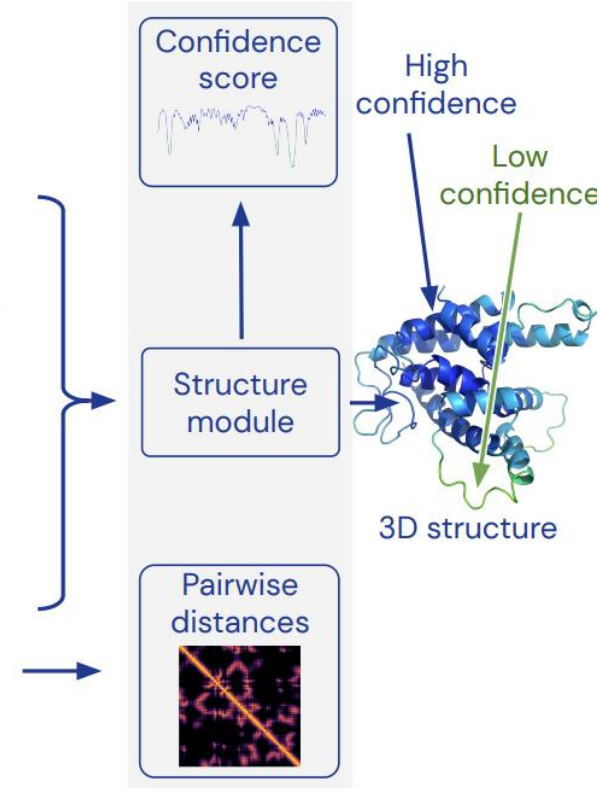 Confidence
score
High
confidence
Low
confidence
Structure
module
3D structure
Pairwise
distances